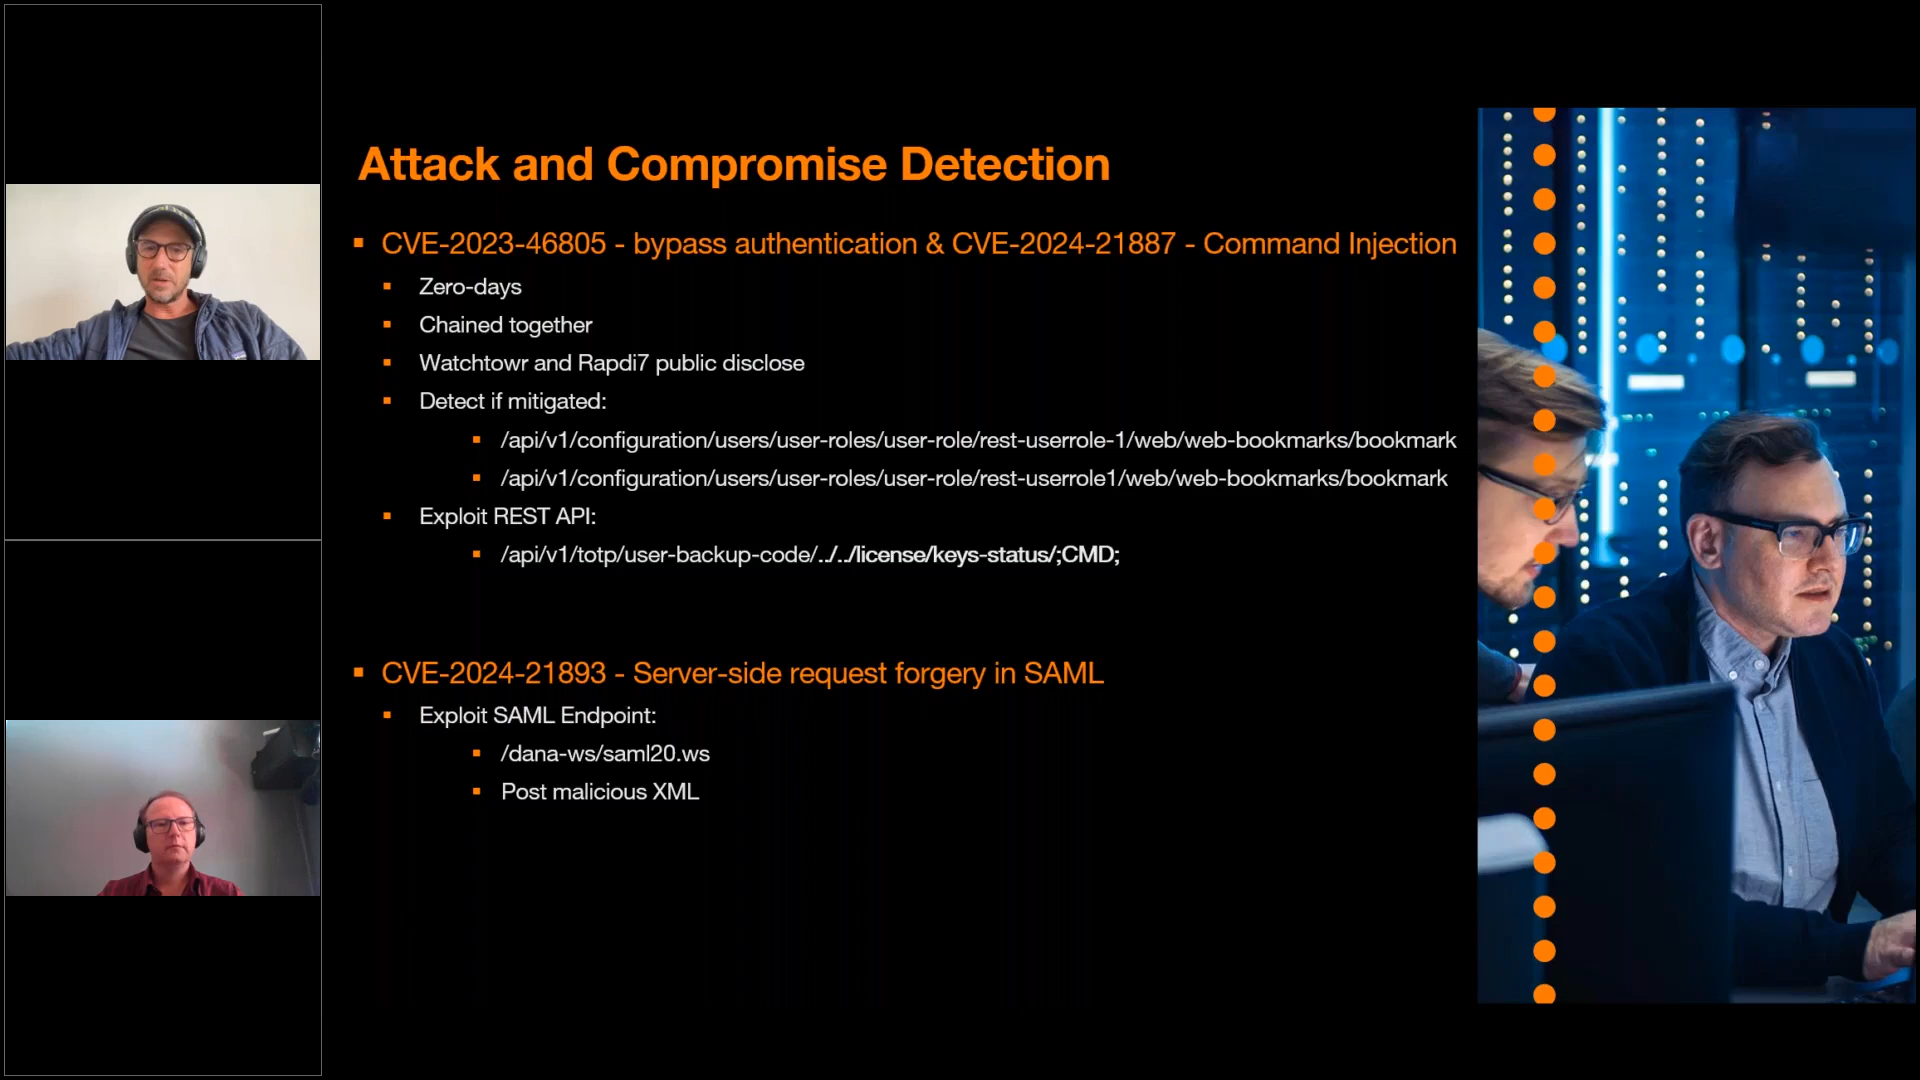 Attack and Compromise Detection
CVE-2023-46805 - bypass authentication & CVE-2024-21887 - Command Injection
Zero-days
Chained together
Watchtowr and Rapdi7 public disclose
Detect if mitigated:
/api/v1/configuration/users/user-roles/user-role/rest-userrole-1/web/web-bookmarks/bookmark
/api/v1/configuration/users/user-roles/user-role/rest-userrole1/web/web-bookmarks/bookmark
Exploit REST API:
/api/v1/totp/user-backup-code/../../license/keys-status/;CMD;
CVE-2024-21893 - Server-side request forgery in SAML
Exploit SAML Endpoint:
/dana-ws/saml20.ws
Post malicious XML